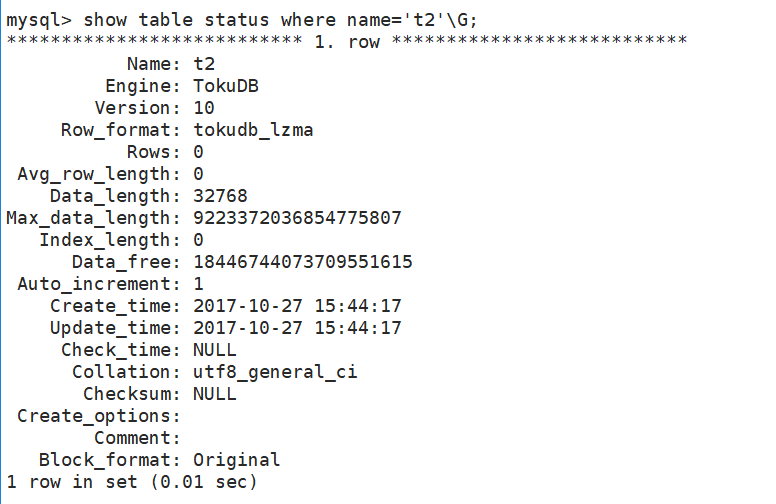 mysql> show table status where name='t2'\G;
*************************** 1. row ***************************
Name: t2
Engine: TokuDB
Version: 10
Row_format: tokudb_lzma
Rows: 0
Avg_row_length: 0
Data_length: 32768
Max_data_length: 9223372036854775807
Index_length: 0
Data_free: 18446744073709551615
Auto_increment: 1
Create_time: 2017-10-27 15:44:17
Update_time: 2017-10-27 15:44:17
Check_time: NULL
Collation: utf8_general_ci
Checksum: NULL
Create_options:
Comment:
Block_format: Original
1 row in set (0.01 sec)